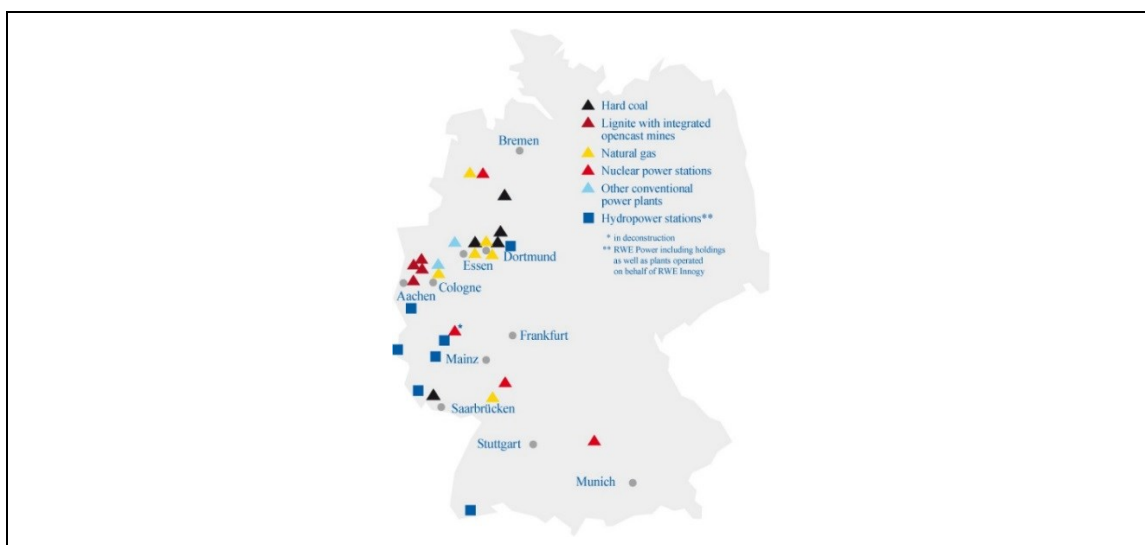 Hard coal
Lignite with integrated
opencast mines
Bremen
Natural gas
Nuclear power stations
Other conventional
power plants
Hydropower stations**
* in deconstruction
** RWE Power including holdings
as well as plants operated
on behalf of RWE Innogy
Dortmund
Essen
Cologne
Aachen
*
Frankfurt
Mainz
Saarbrücken
Stuttgart
Munich